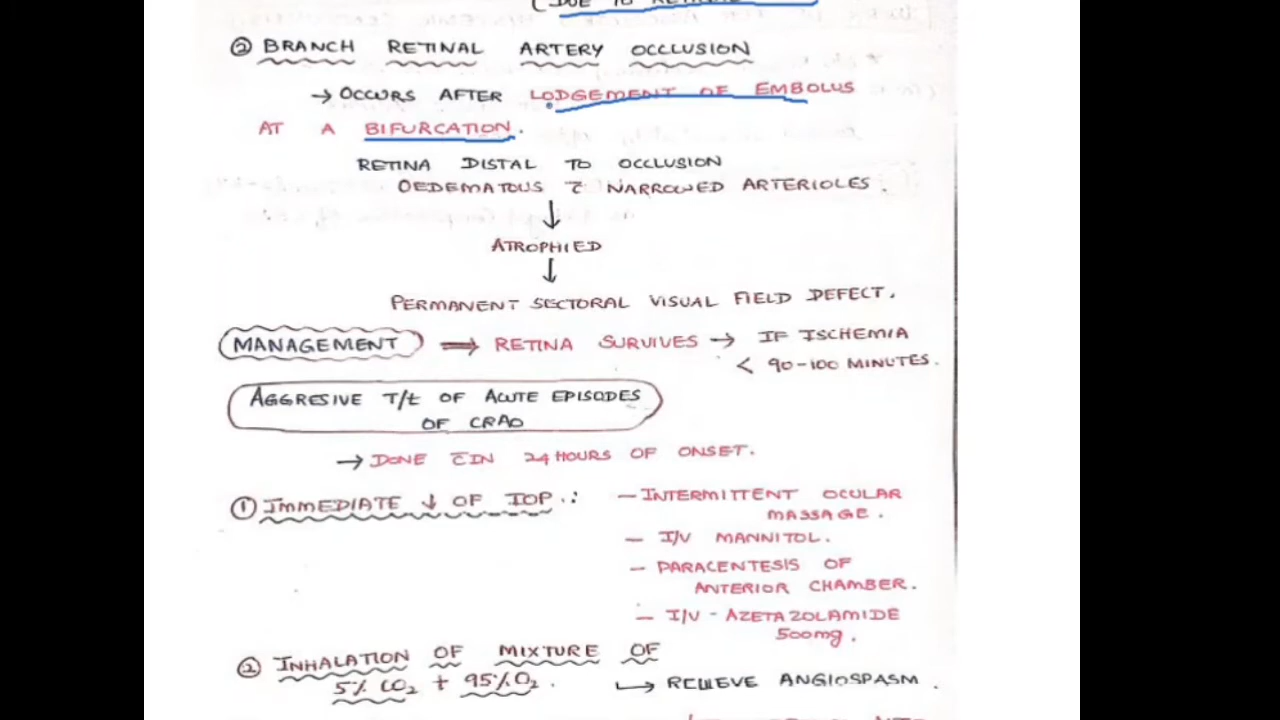 (DUE TO
② BRANCH RETINAL ARTERY OCCLUSION
→ OCCURS AFTER LODGEMENT OF EMBOLUS
AT A BIFURCATION.
RETINA DISTAL TO OCCLUSION
OEDEMATOUS c̄ NARROWED ARTERIOLES
↓
ATROPHIED
↓
PERMANENT SECTORAL VISUAL FIELD DEFECT.
MANAGEMENT ⇒ RETINA SURVIVES → IF ISCHEMIA
< 90-100 MINUTES.
AGGRESIVE T/t OF ACUTE EPISODES
OF CRAO
→ DONE c̄IN 24 HOURS OF ONSET.
① IMMEDIATE ↓ OF IOP.: - INTERMITTENT OCULAR
MASSAGE.
- I/V MANNITOL.
- PARACENTESIS OF
ANTERIOR CHAMBER.
- I/V - AZETAZOLAMIDE
500mg.
② INHALATION OF MIXTURE OF
5% CO₂ + 95% O₂. ↳ RELIEVE ANGIOSPASM.